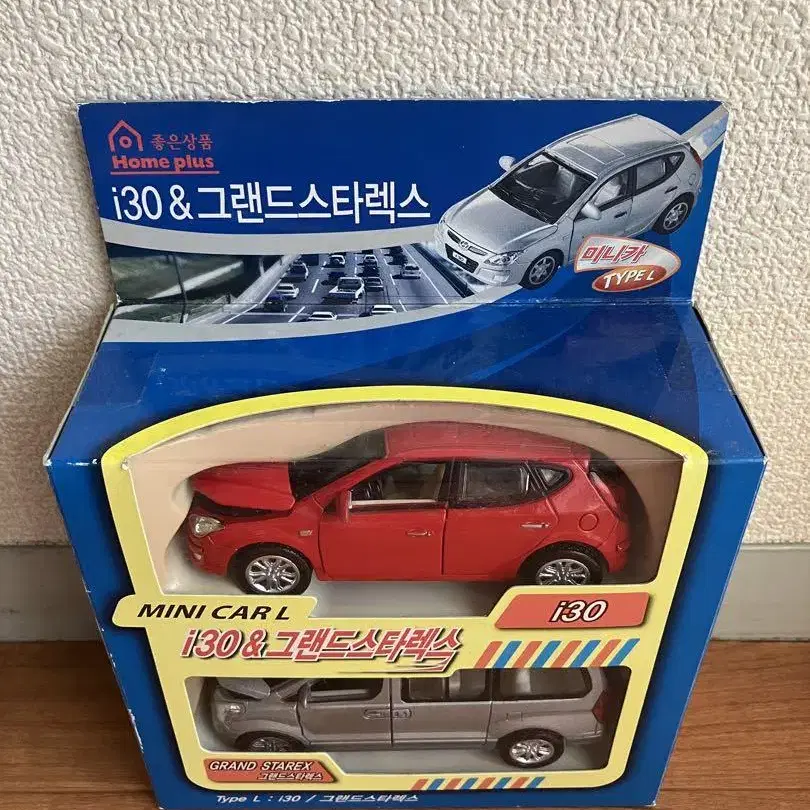 좋은상품
Home plus
i30 & 그랜드스타렉스
미니카
TYPE L
MINI CAR L
i30
i30 & 그랜드스타렉스
GRAND STAREX
그랜드스타렉스
Type L : i30 / 그랜드스타렉스